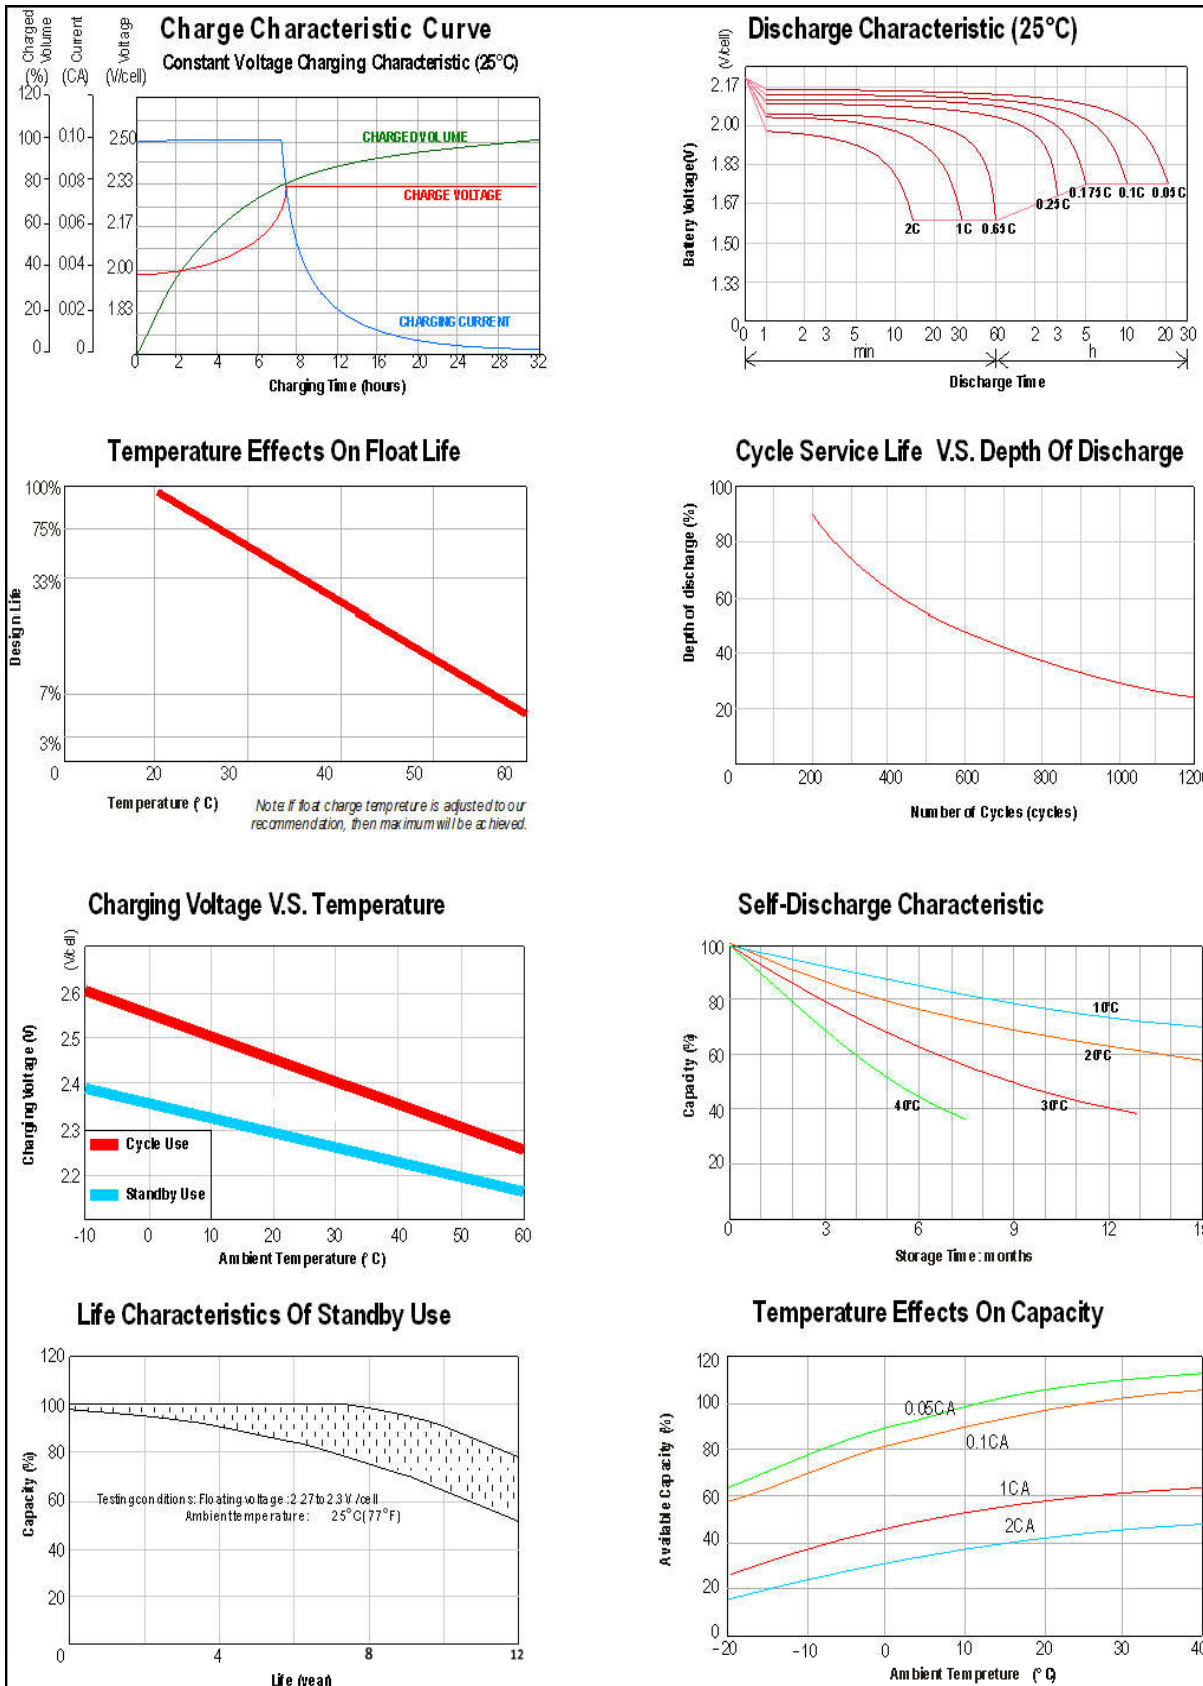 Charge Characteristic Curve
Constant Voltage Charging Characteristic (25°C)
Charged Volume
(%)
Current
(CA)
Voltage
(V/cell)
120
100
80
60
40
20
0
0.10
0.08
0.06
0.04
0.02
0
2.50
2.33
2.17
2.00
1.83
CHARGED VOLUME
CHARGE VOLTAGE
CHARGING CURRENT
0 2 4 6 8 10 12 16 20 24 28 32
Charging Time (hours)
Discharge Characteristic (25°C)
(V/cell)
Battery Voltage(V)
2.17
2.00
1.83
1.67
1.50
1.33
0
2C 1C 0.65C 0.25C 0.175C 0.1C 0.05C
0 1 2 3 5 10 20 30 60 2 3 5 10 20 30
min h
Discharge Time
Temperature Effects On Float Life
Design Life
100%
75%
33%
7%
3%
0 20 30 40 50 60
Temperature (°C)
Note: If float charge tempreture is adjusted to our
recommendation, then maximum will be achieved.
Cycle Service Life V.S. Depth Of Discharge
Depth of discharge (%)
100
80
60
40
20
0 200 400 600 800 1000 1200
Number of Cycles (cycles)
Charging Voltage V.S. Temperature
(V/cell)
Charging Voltage (V)
2.6
2.5
2.4
2.3
2.2
Cycle Use
Standby Use
-10 0 10 20 30 40 50 60
Ambient Temperature (°C)
Self-Discharge Characteristic
Capacity (%)
100
80
60
40
20
10°C
20°C
30°C
40°C
0 3 6 9 12 18
Storage Time: months
Life Characteristics Of Standby Use
Capacity (%)
120
100
80
60
40
20
Testing conditions: Floating voltage :2.27 to 2.3V /cell
Ambient temperature : 25°C(77°F)
0 4 8 12
Life (year)
Temperature Effects On Capacity
Available Capacity (%)
120
100
80
60
40
20
0
0.05CA
0.1CA
1CA
2CA
-20 -10 0 10 20 30 40
Ambient Tempreture (°C)